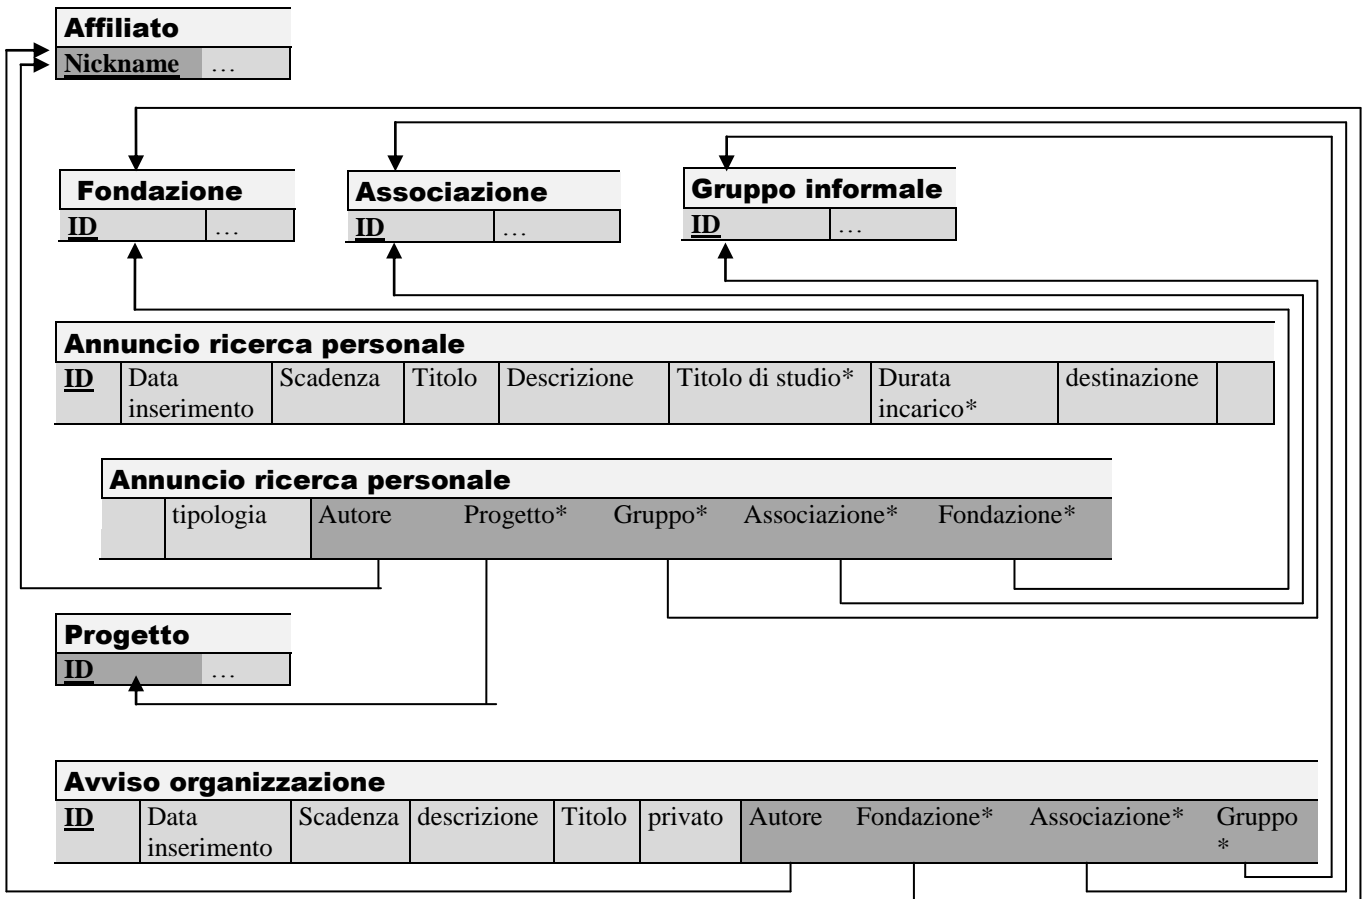 Affiliato
Nickname …
Fondazione
ID …
Associazione
ID …
Gruppo informale
ID …
Annuncio ricerca personale
ID Data inserimento Scadenza Titolo Descrizione Titolo di studio* Durata incarico* destinazione
Annuncio ricerca personale
tipologia Autore Progetto* Gruppo* Associazione* Fondazione*
Progetto
ID …
Avviso organizzazione
ID Data inserimento Scadenza descrizione Titolo privato Autore Fondazione* Associazione* Gruppo *